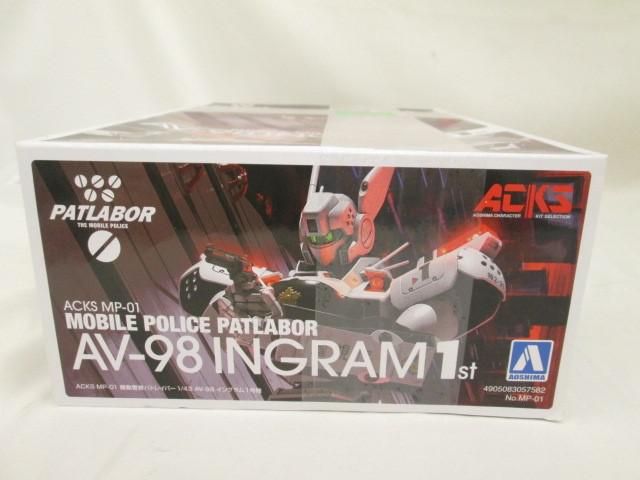 PATLABOR
THE MOBILE POLICE
ACKS
AOSHIMA CHARACTER KIT SELECTION
ACKS MP-01
MOBILE POLICE PATLABOR
AV-98 INGRAM 1st
ACKS MP-01 機動警察パトレイバー 1/43 AV-98 イングラム1号機
AOSHIMA
4905083057582
No.MP-01